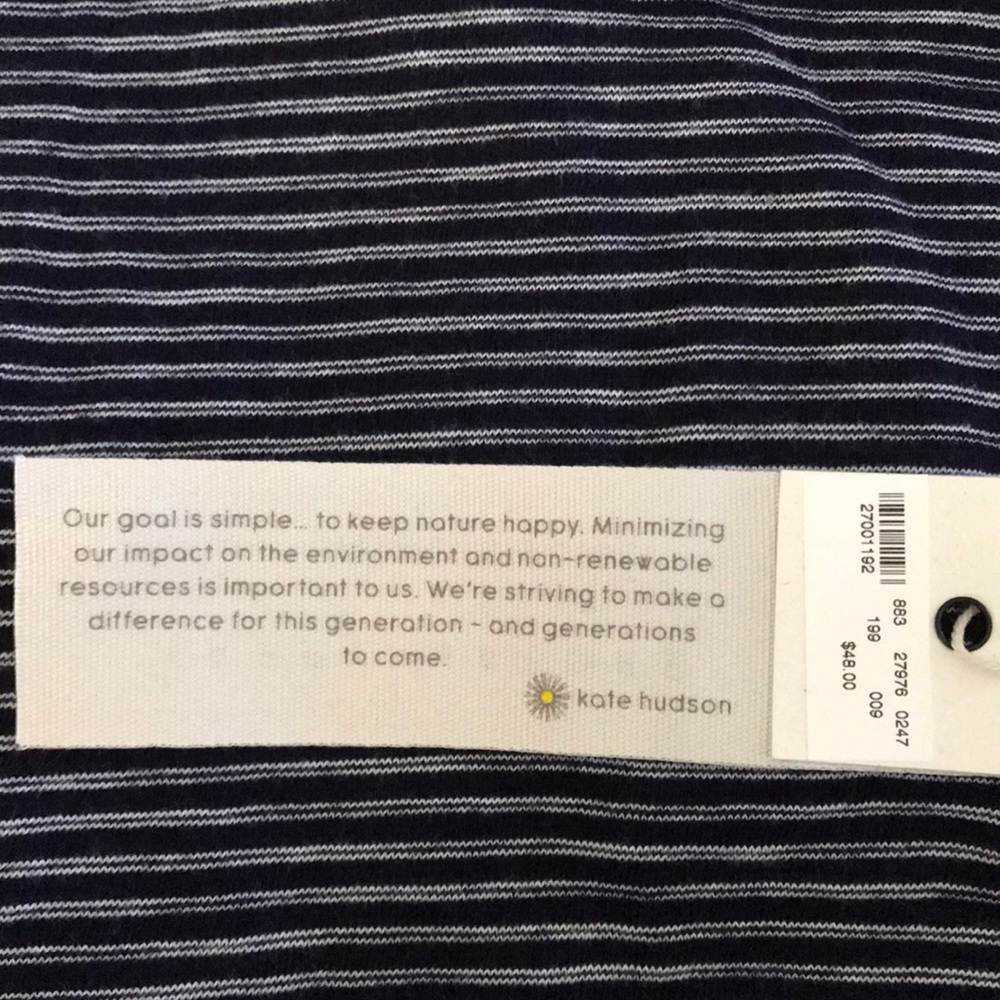 Our goal is simple... to keep nature happy. Minimizing
our impact on the environment and non-renewable
resources is important to us. We're striving to make a
difference for this generation - and generations
to come.
kate hudson
27001192
883 27976 0247
199 009
$48.00